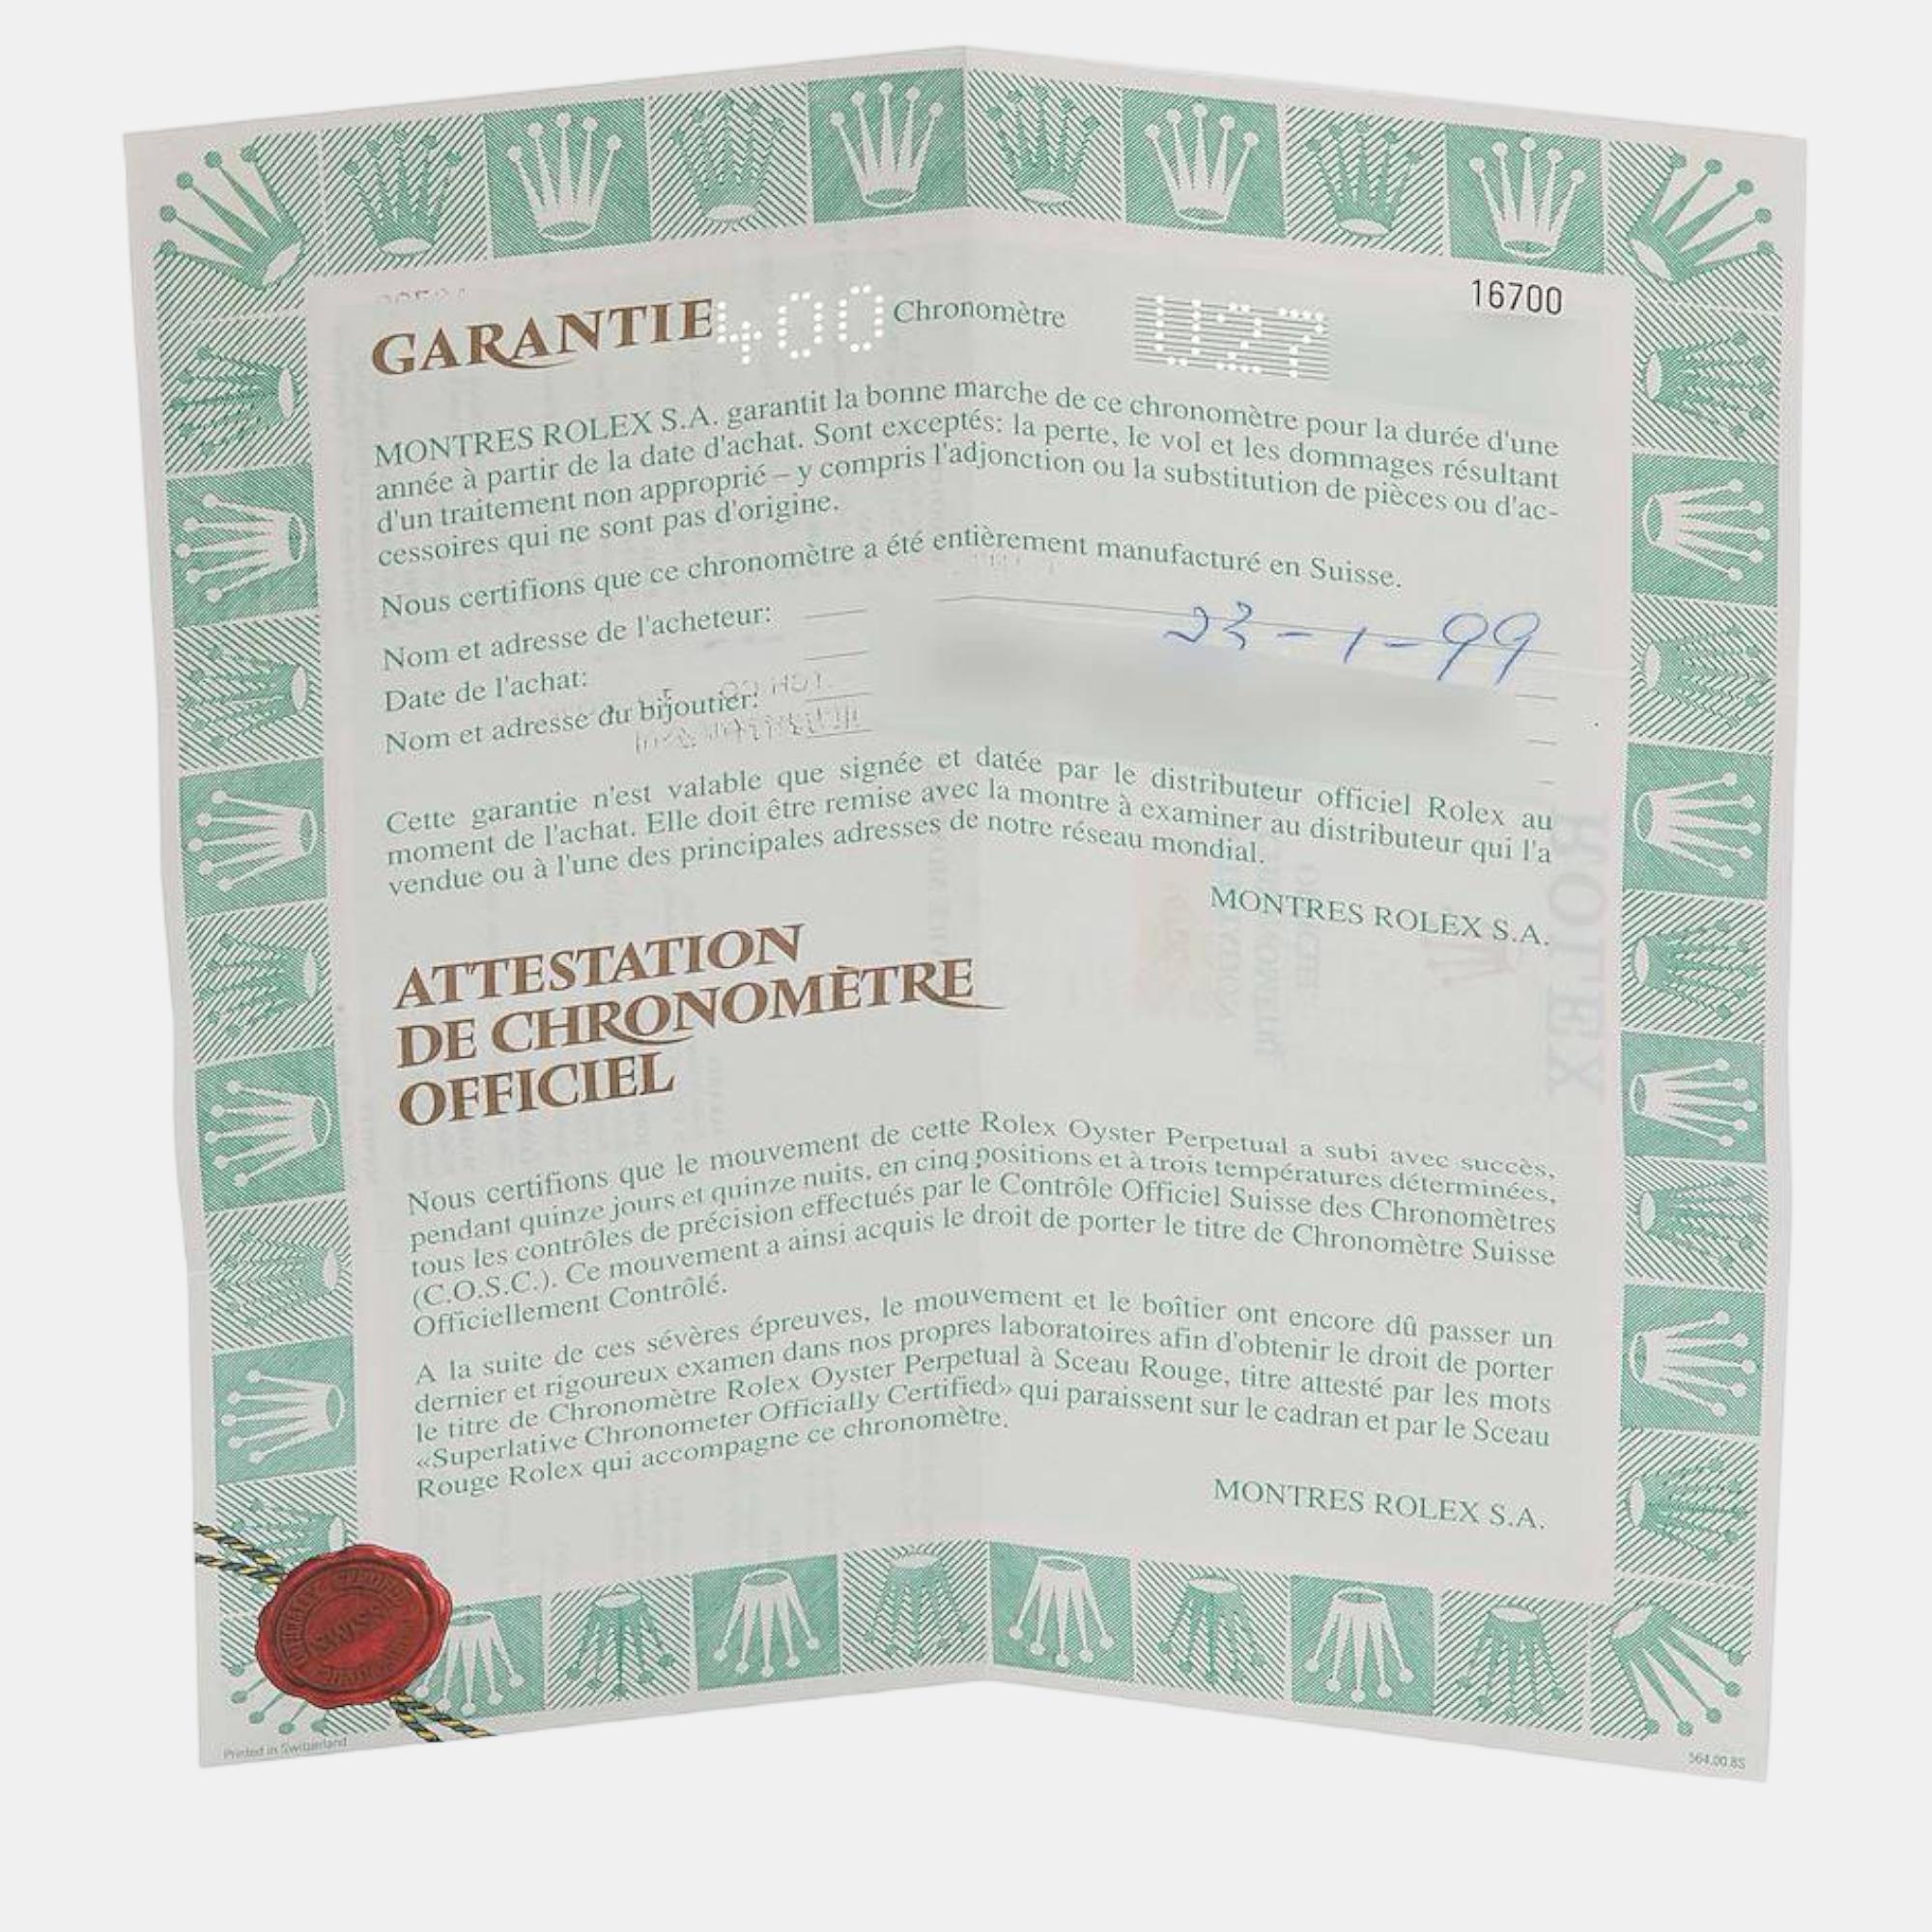 GARANTIE 400 Chronomètre U27 16700
MONTRES ROLEX S.A. garantit la bonne marche de ce chronomètre pour la durée d'une
année à partir de la date d'achat. Sont exceptés: la perte, le vol et les dommages résultant
d'un traitement non approprié – y compris l'adjonction ou la substitution de pièces ou d'ac-
cessoires qui ne sont pas d'origine.
Nous certifions que ce chronomètre a été entièrement manufacturé en Suisse.
Nom et adresse de l'acheteur:
23-1-99
Date de l'achat:
Nom et adresse du bijoutier:
Cette garantie n'est valable que signée et datée par le distributeur officiel Rolex au
moment de l'achat. Elle doit être remise avec la montre à examiner au distributeur qui l'a
vendue ou à l'une des principales adresses de notre réseau mondial.
MONTRES ROLEX S.A.
ATTESTATION
DE CHRONOMÈTRE
OFFICIEL
Nous certifions que le mouvement de cette Rolex Oyster Perpetual a subi avec succès,
pendant quinze jours et quinze nuits, en cinq positions et à trois températures déterminées,
tous les contrôles de précision effectués par le Contrôle Officiel Suisse des Chronomètres
(C.O.S.C.). Ce mouvement a ainsi acquis le droit de porter le titre de Chronomètre Suisse
Officiellement Contrôlé.
A la suite de ces sévères épreuves, le mouvement et le boîtier ont encore dû passer un
dernier et rigoureux examen dans nos propres laboratoires afin d'obtenir le droit de porter
le titre de Chronomètre Rolex Oyster Perpetual à Sceau Rouge, titre attesté par les mots
«Superlative Chronometer Officially Certified» qui paraissent sur le cadran et par le Sceau
Rouge Rolex qui accompagne ce chronomètre.
MONTRES ROLEX S.A.
SWISS
Printed in Switzerland
564.00.85